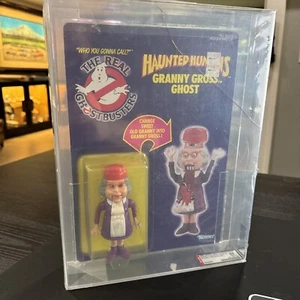 "WHO YOU GONNA CALL?"
THE REAL
GHOSTBUSTERS
HAUNTED HUMANS
GRANNY GROSS
GHOST
CHANGE
SWEET
OLD GRANNY INTO
GRANNY GHOUL!
Kenner